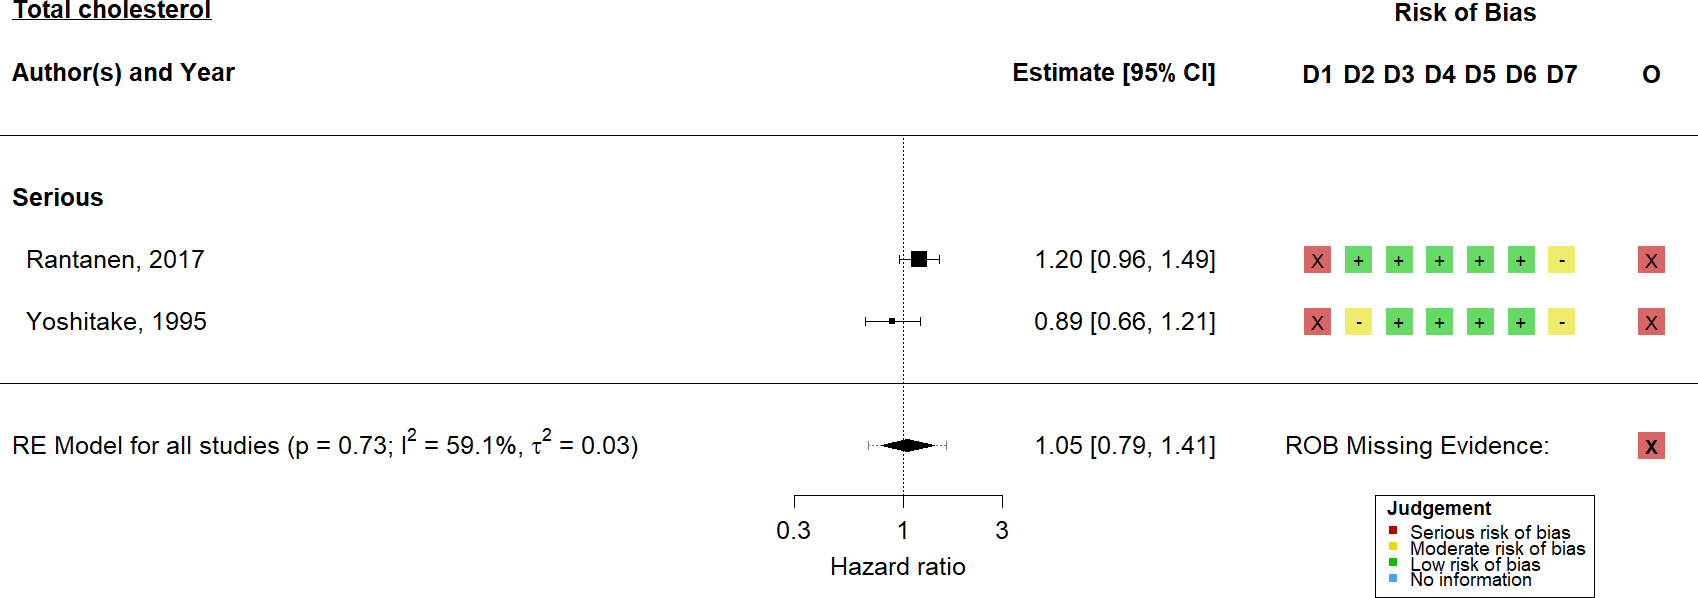 Total cholesterol
Risk of Bias
Author(s) and Year Estimate [95% CI] D1 D2 D3 D4 D5 D6 D7 O
Serious
Rantanen, 2017 1.20 [0.96, 1.49] X + + + + + - X
Yoshitake, 1995 0.89 [0.66, 1.21] X - + + + + - X
RE Model for all studies (p = 0.73; I² = 59.1%, τ² = 0.03) 1.05 [0.79, 1.41] ROB Missing Evidence: X
0.3 1 3
Hazard ratio
Judgement
Serious risk of bias
Moderate risk of bias
Low risk of bias
No information